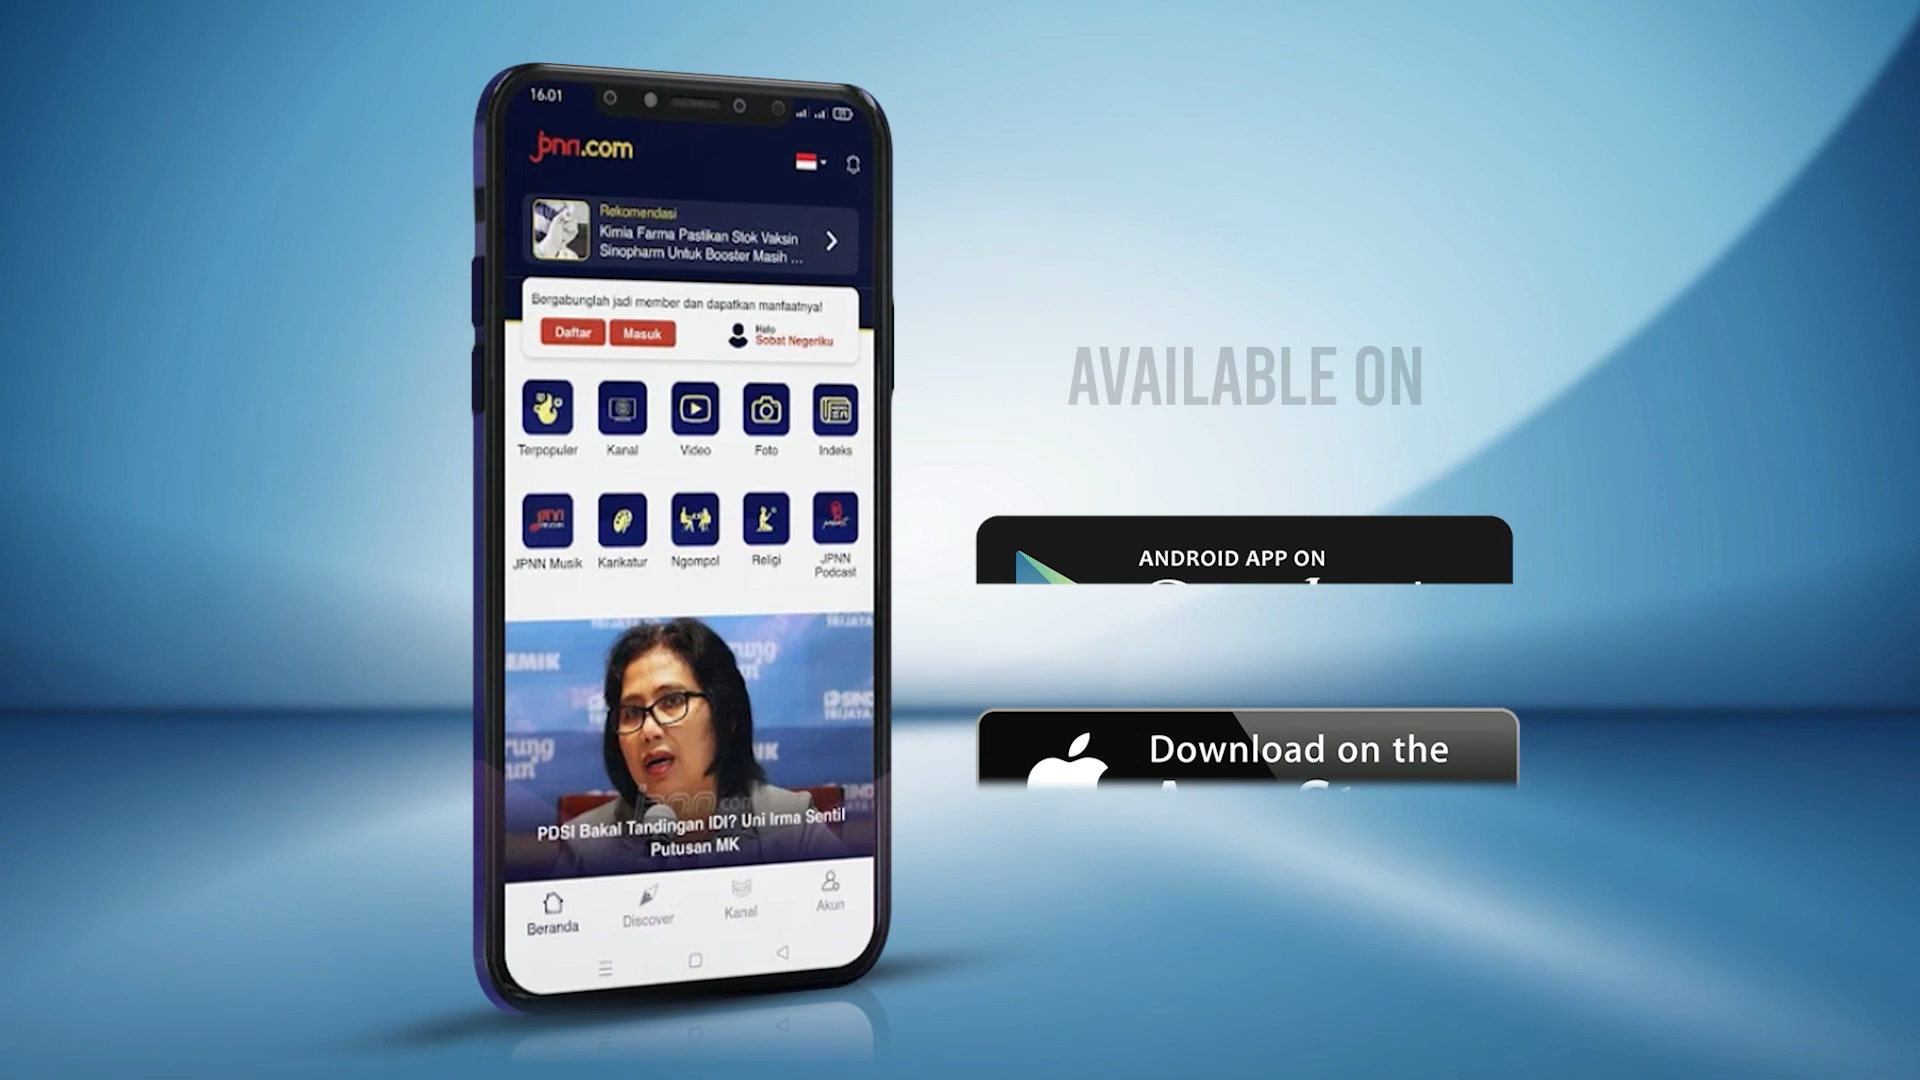 16.01
jpnn.com
Rekomendasi
Kimia Farma Pastikan Stok Vaksin
Sinopharm Untuk Booster Masih ...
Bergabunglah jadi member dan dapatkan manfaatnya!
Daftar
Masuk
Halo
Sobat Negeriku
Terpopuler
Kanal
Video
Foto
Indeks
JPNN Musik
Karikatur
Ngompol
Religi
JPNN
Podcast
PDSI Bakal Tandingan IDI? Uni Irma Sentil
Putusan MK
Beranda
Discover
Kanal
Akun
AVAILABLE ON
ANDROID APP ON
Download on the